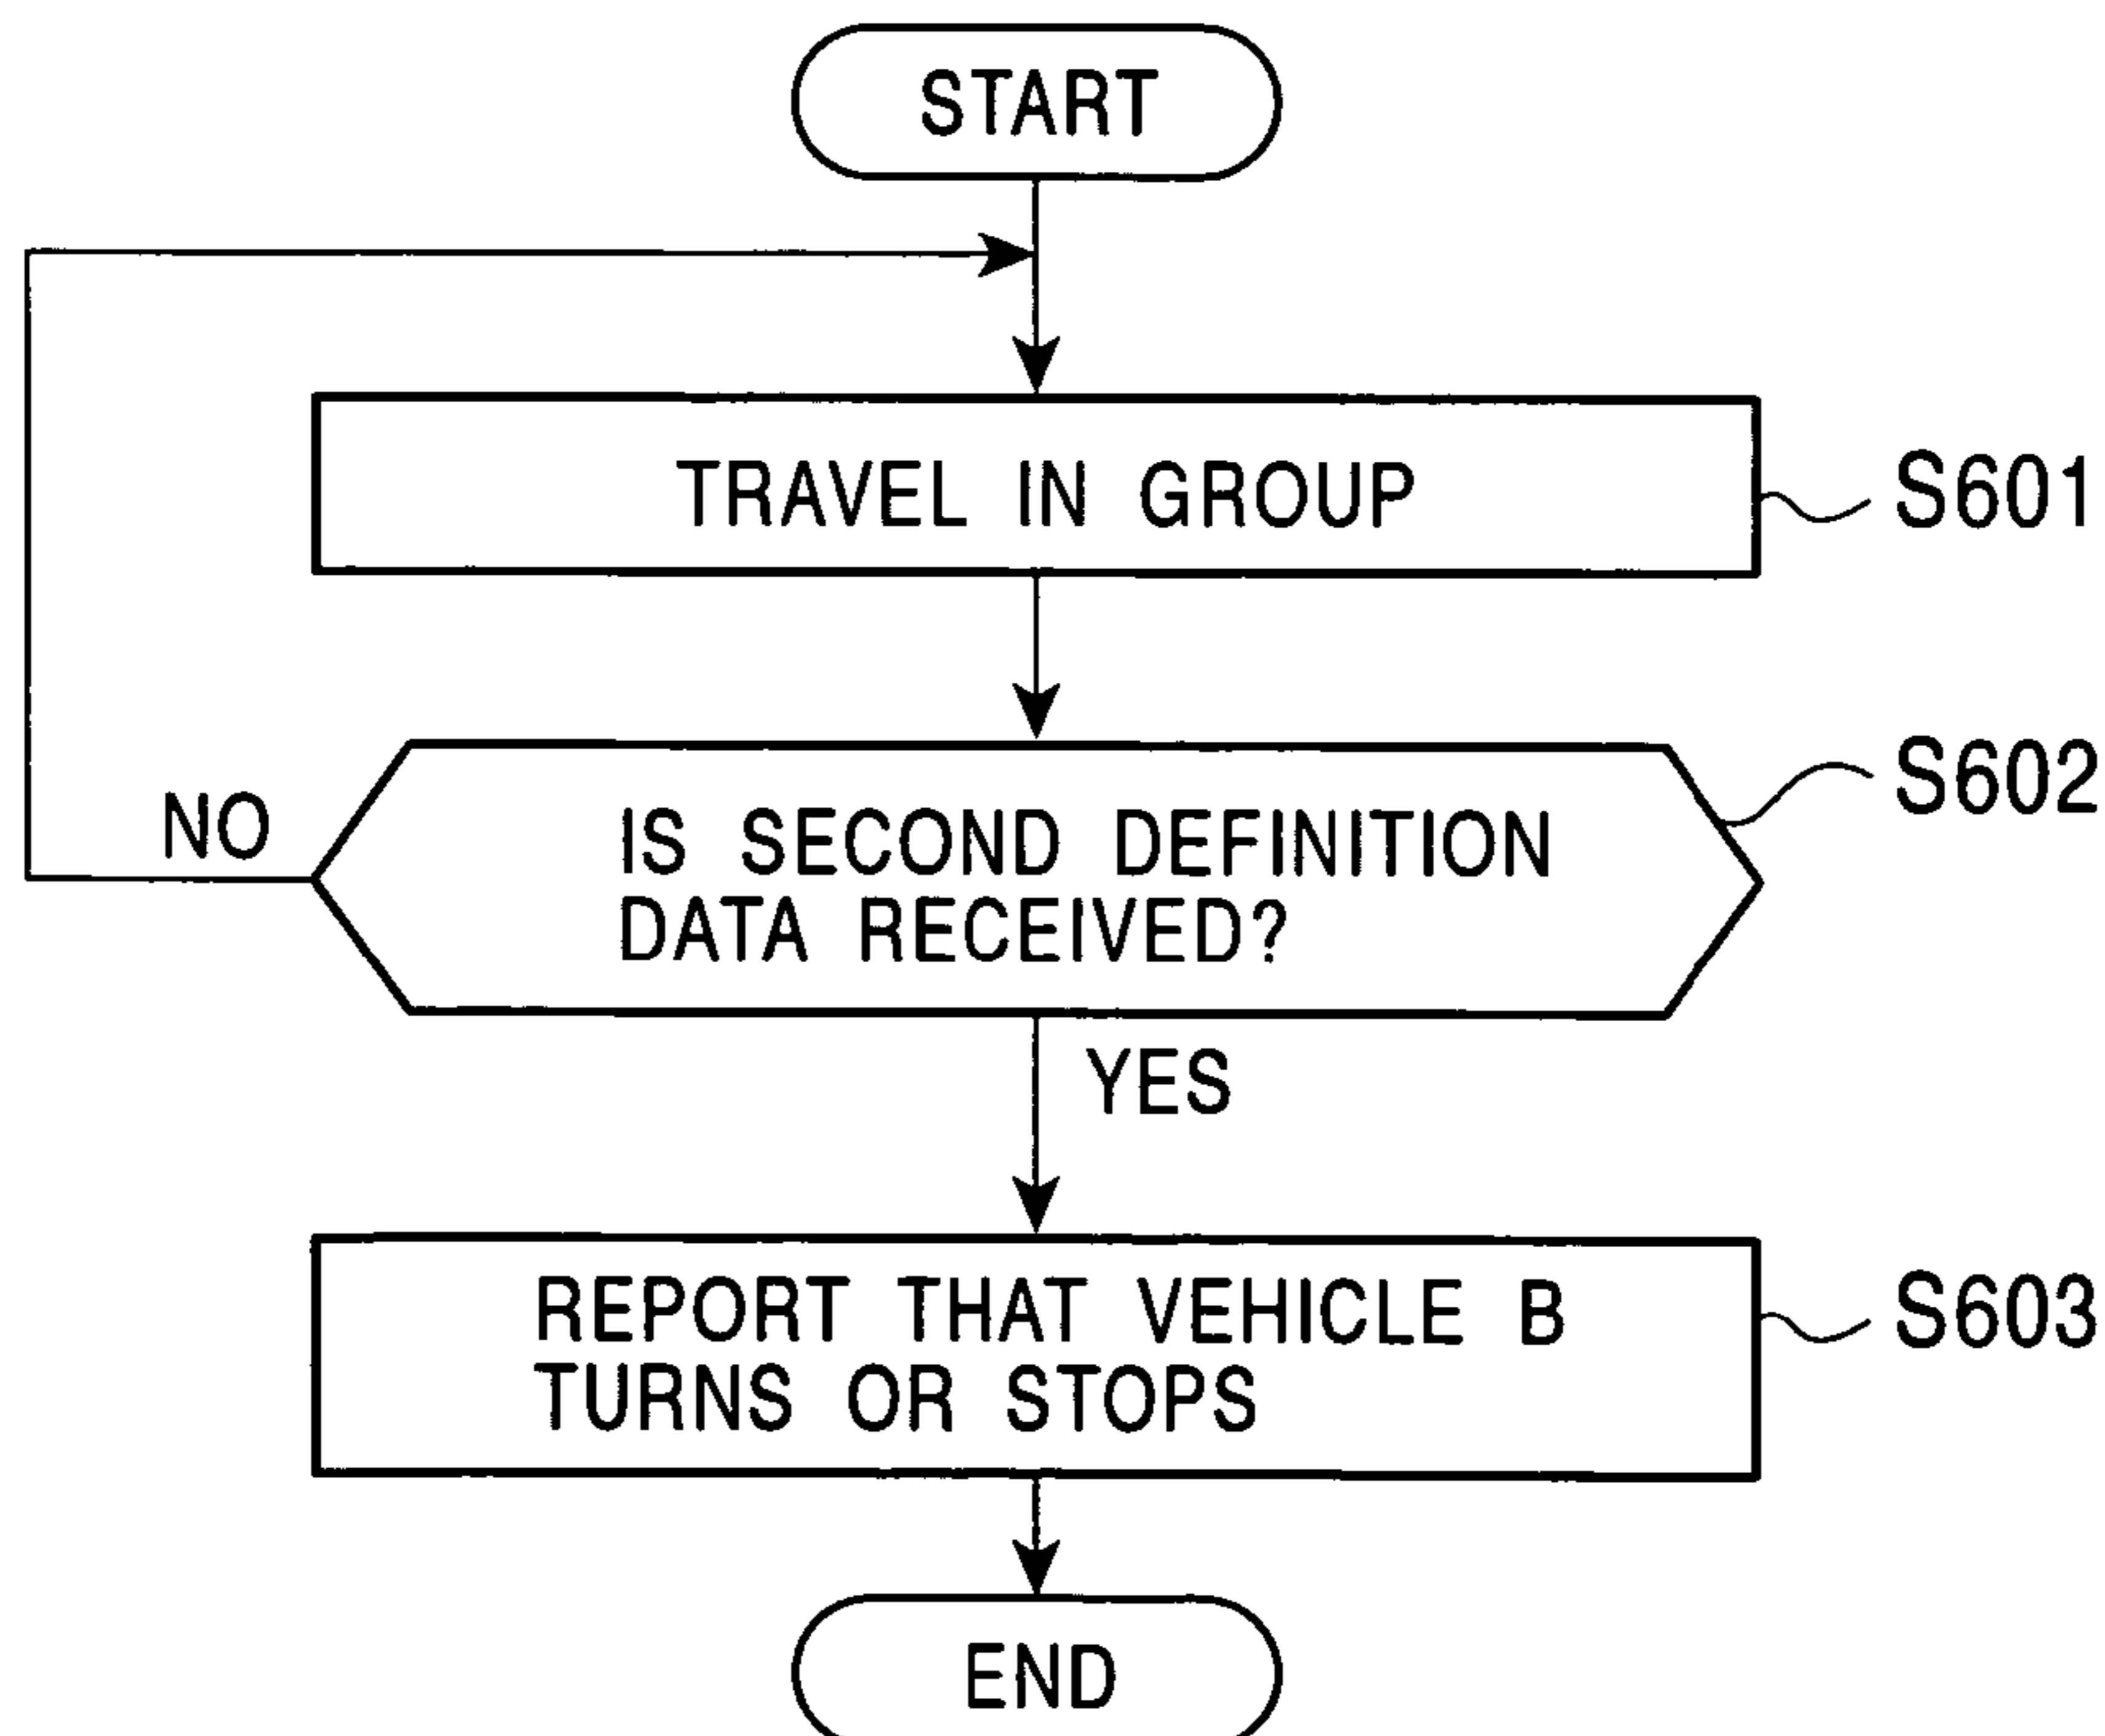 START
TRAVEL IN GROUP
S601
S602
NO
IS SECOND DEFINITION
DATA RECEIVED?
YES
REPORT THAT VEHICLE B
TURNS OR STOPS
S603
END